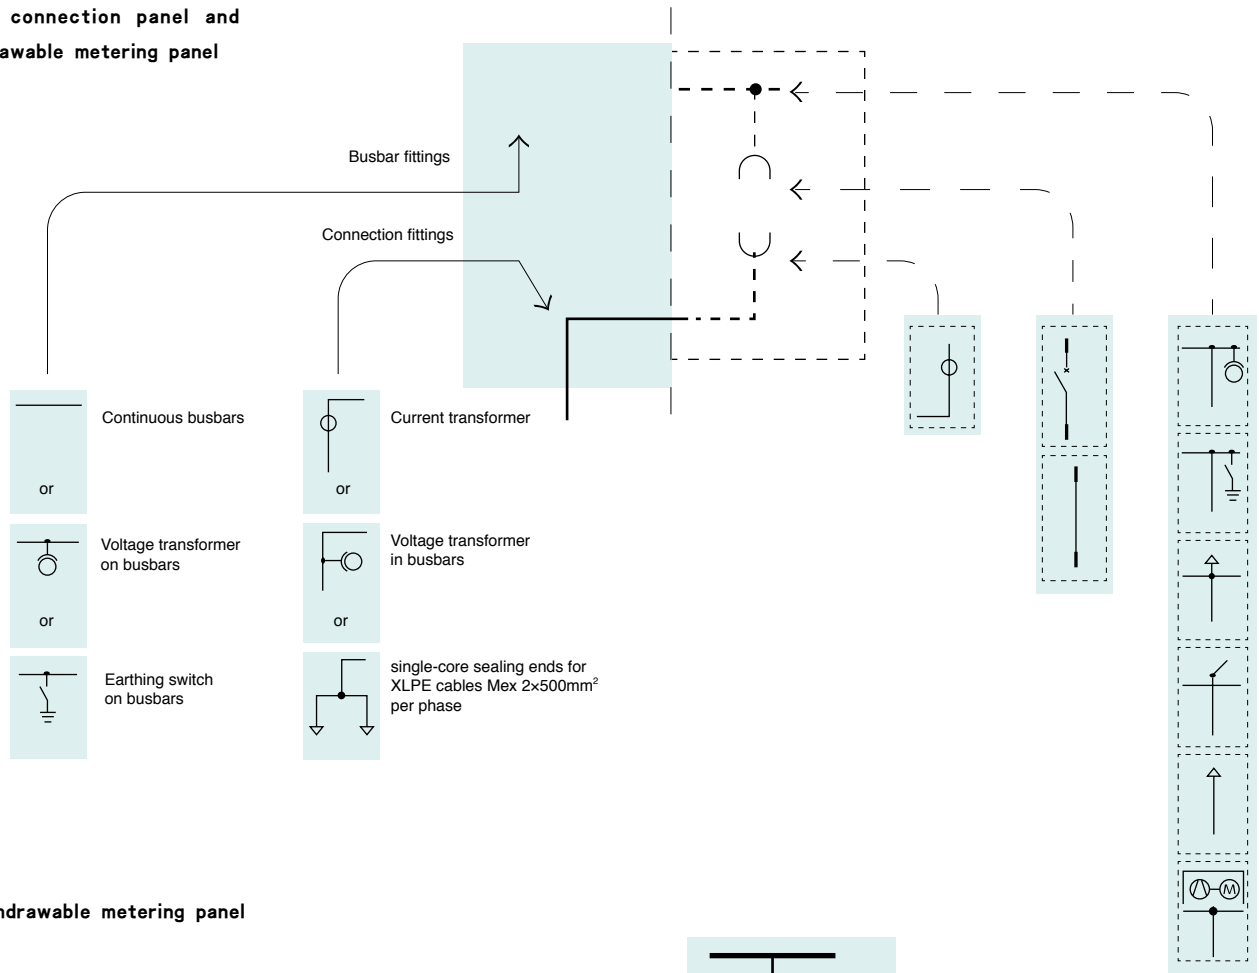 connection panel and
awable metering panel
Busbar fittings
Connection fittings
Continuous busbars
or
Voltage transformer
on busbars
or
Earthing switch
on busbars
Current transformer
or
Voltage transformer
in busbars
or
single-core sealing ends for
XLPE cables Mex 2×500mm²
per phase
M
ndrawable metering panel